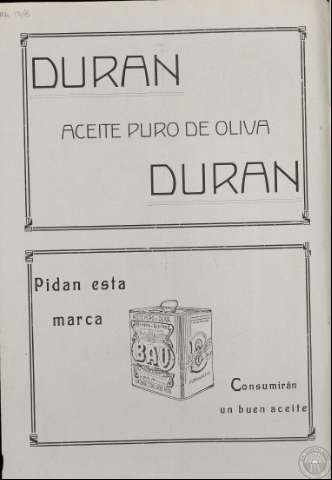 DURAN
ACEITE PURO DE OLIVA
DURAN
Pidan esta
marca
BAU
Consumirán
un buen aceite